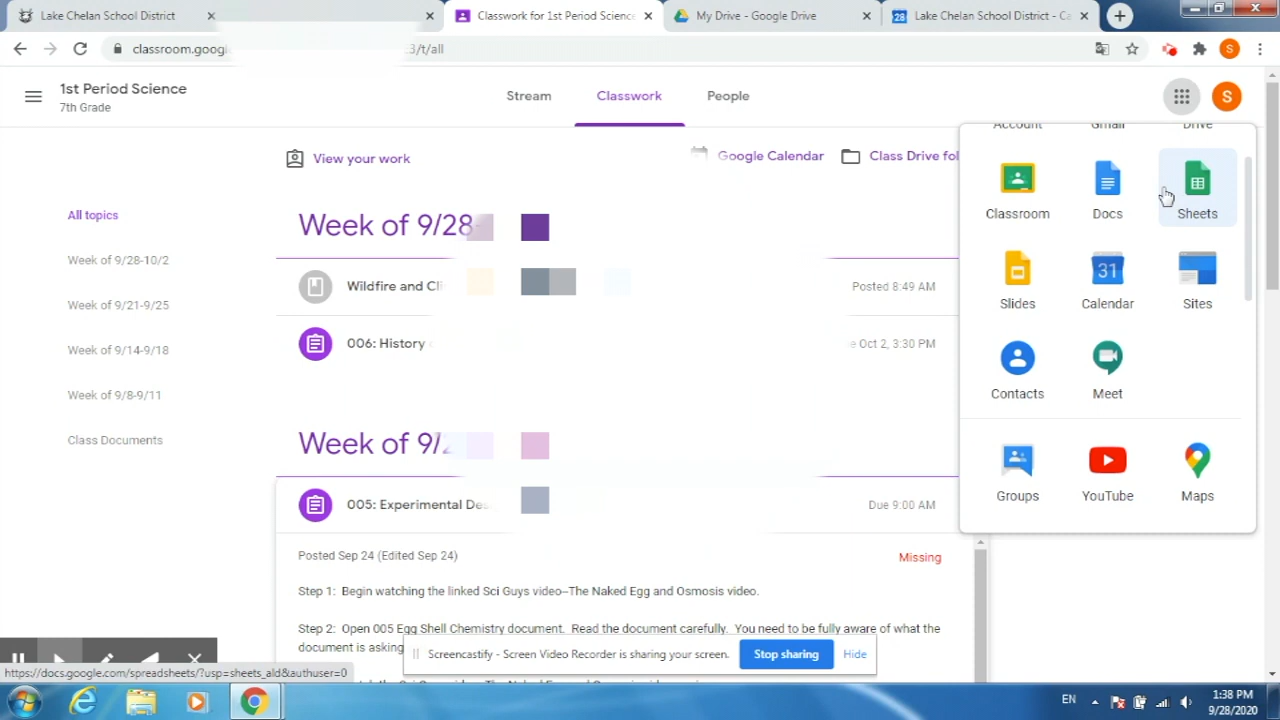 Lake Chelan School District
Classwork for 1st Period Science
My Drive - Google Drive
Lake Chelan School District - Ca
classroom.goog
3/t/all
S
1st Period Science
7th Grade
Stream
Classwork
People
S
Account
Gmail
Drive
View your work
Google Calendar
Class Drive fol
Classroom
Docs
Sheets
All topics
Week of 9/28-
Week of 9/28-10/2
Wildfire and Cli
Posted 8:49 AM
Slides
31
Calendar
Sites
Week of 9/21-9/25
006: History
e Oct 2, 3:30 PM
Week of 9/14-9/18
Contacts
Meet
Week of 9/8-9/11
Class Documents
Week of 9/2
Groups
YouTube
Maps
005: Experimental Des
Due 9:00 AM
Posted Sep 24 (Edited Sep 24)
Missing
Step 1: Begin watching the linked Sci Guys video–The Naked Egg and Osmosis video.
Step 2: Open 005 Egg Shell Chemistry document. Read the document carefully. You need to be fully aware of what the
document is asking
Screencastify - Screen Video Recorder is sharing your screen.
Stop sharing
Hide
https://docs.google.com/spreadsheets/?usp=sheets_ald&authuser=0
EN
1:38 PM
9/28/2020